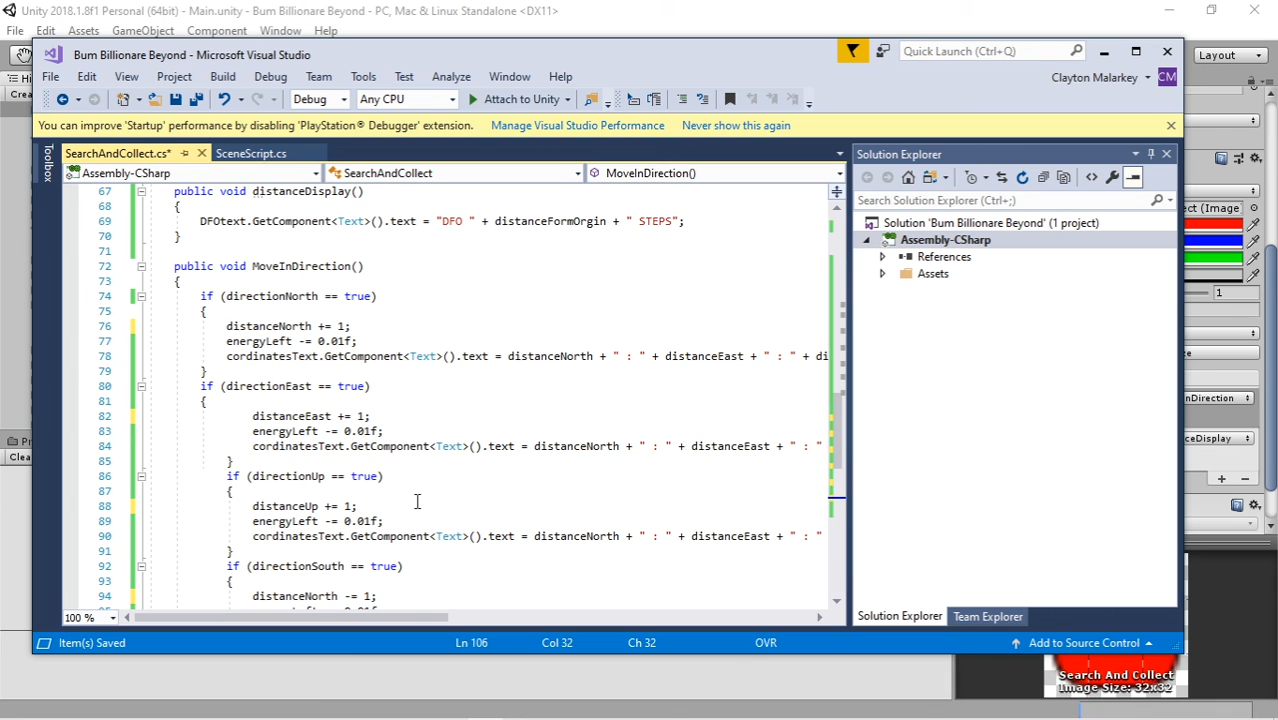 Unity 2018.1.8f1 Personal (64bit) - Main.unity - Bum Billionare Beyond - PC, Mac & Linux Standalone <DX11>
File Edit Assets GameObject Component Window Help
Layout
Bum Billionare Beyond - Microsoft Visual Studio
Quick Launch (Ctrl+Q)
File Edit View Project Build Debug Team Tools Test Analyze Window Help
Clayton Malarkey CM
Debug Any CPU Attach to Unity
You can improve 'Startup' performance by disabling 'PlayStation® Debugger' extension. Manage Visual Studio Performance Never show this again
Toolbox
SearchAndCollect.cs* SceneScript.cs
Assembly-CSharp SearchAndCollect MoveInDirection()
67 public void distanceDisplay()
68 {
69 DFOtext.GetComponent<Text>().text = "DFO " + distanceFormOrgin + " STEPS";
70 }
71
72 public void MoveInDirection()
73 {
74 if (directionNorth == true)
75 {
76 distanceNorth += 1;
77 energyLeft -= 0.01f;
78 cordinatesText.GetComponent<Text>().text = distanceNorth + " : " + distanceEast + " : " + di
79 }
80 if (directionEast == true)
81 {
82 distanceEast += 1;
83 energyLeft -= 0.01f;
84 cordinatesText.GetComponent<Text>().text = distanceNorth + " : " + distanceEast + " : "
85 }
86 if (directionUp == true)
87 {
88 distanceUp += 1;
89 energyLeft -= 0.01f;
90 cordinatesText.GetComponent<Text>().text = distanceNorth + " : " + distanceEast + " : "
91 }
92 if (directionSouth == true)
93 {
94 distanceNorth -= 1;
100 %
Solution Explorer
Search Solution Explorer (Ctrl+;)
Solution 'Bum Billionare Beyond' (1 project)
Assembly-CSharp
References
Assets
Solution Explorer Team Explorer
Item(s) Saved Ln 106 Col 32 Ch 32 OVR Add to Source Control
Hi
Crea
Pr
Clea
ect (Image)
1
ze
nDirection
ceDisplay
Search And Collect
Image Size: 32x32